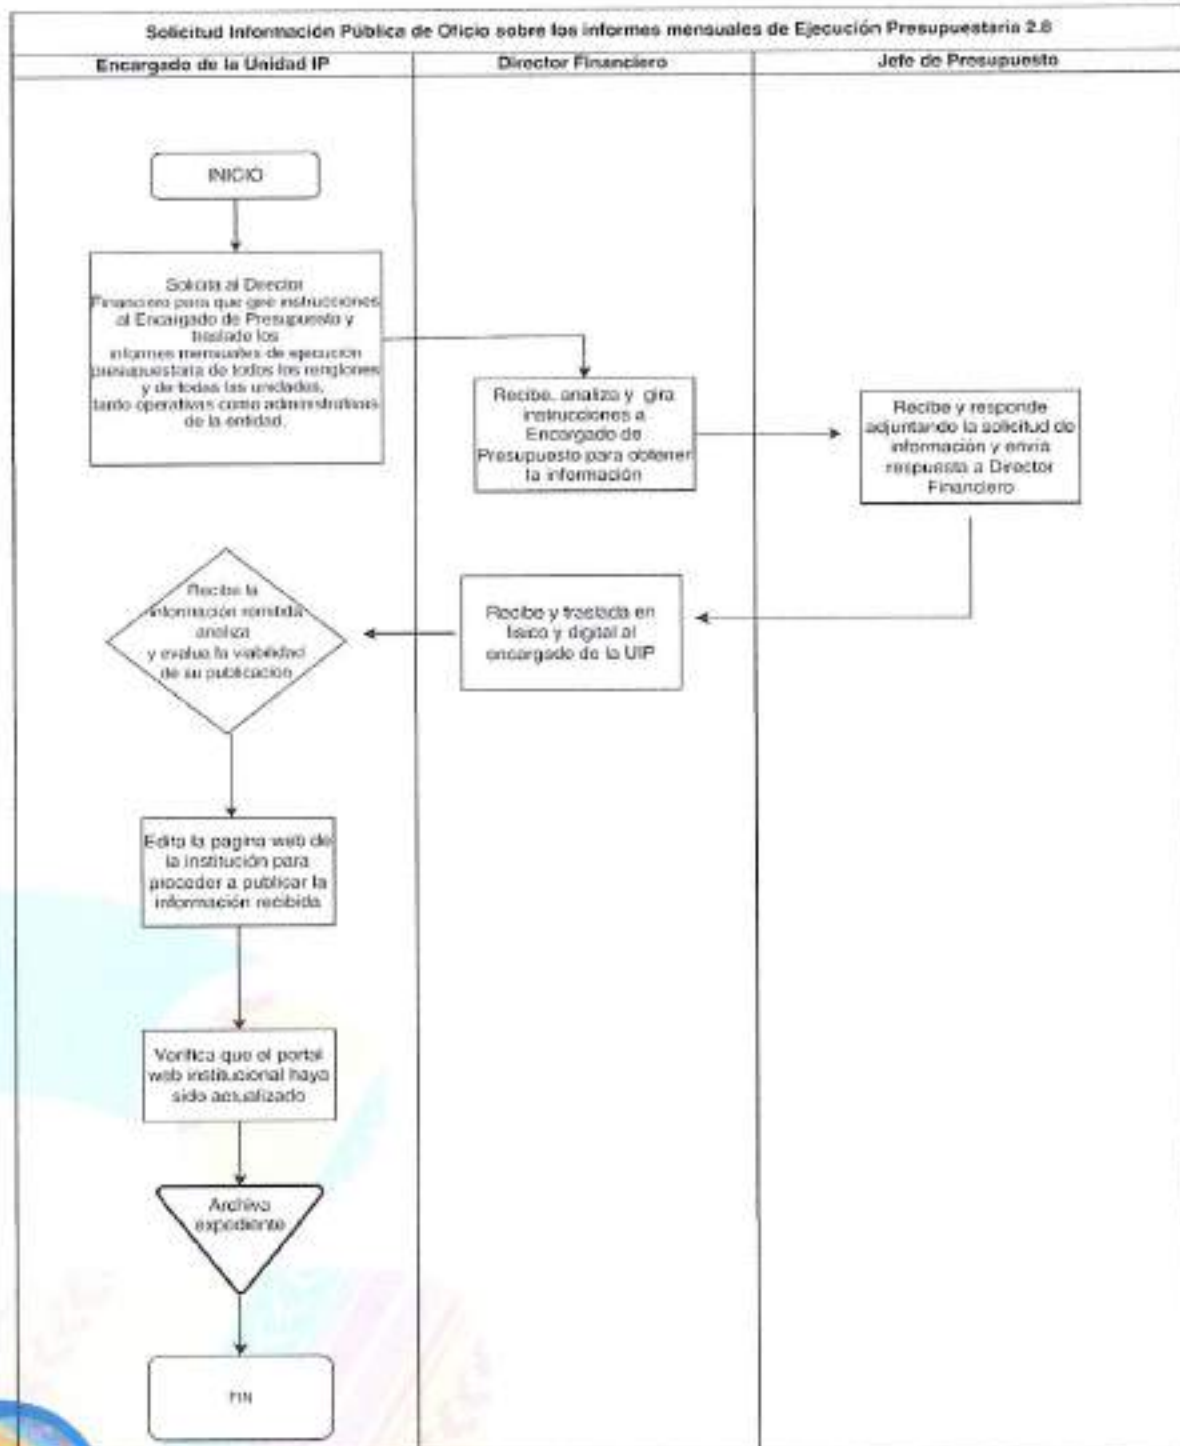 Solicitud Información Pública de Oficio sobre los informes mensuales de Ejecución Presupuestaria 2.8
Encargado de la Unidad IP
Director Financiero
Jefe de Presupuesto
INICIO
Solicita al Director
Financiero para que gire instrucciones
al Encargado de Presupuesto y
traslado los
informes mensuales de ejecución
presupuestaria de todos los renglones
y de todas las unidades,
tanto operativas como administrativas
de la entidad.
Recibe, analiza y gira
instrucciones a
Encargado de
Presupuesto para obtener
la información
Recibe y responde
adjuntando la solicitud de
información y envia
respuesta a Director
Financiero
Recibe y traslada en
fisico y digital al
encargado de la UIP
Recibe la
información remitida
analiza
y evalua la viabilidad
de su publicación
Edita la pagina web de
la institución para
proceder a publicar la
información recibida
Verifica que el portal
web institucional haya
sido actualizado
Archiva
expediente
FIN